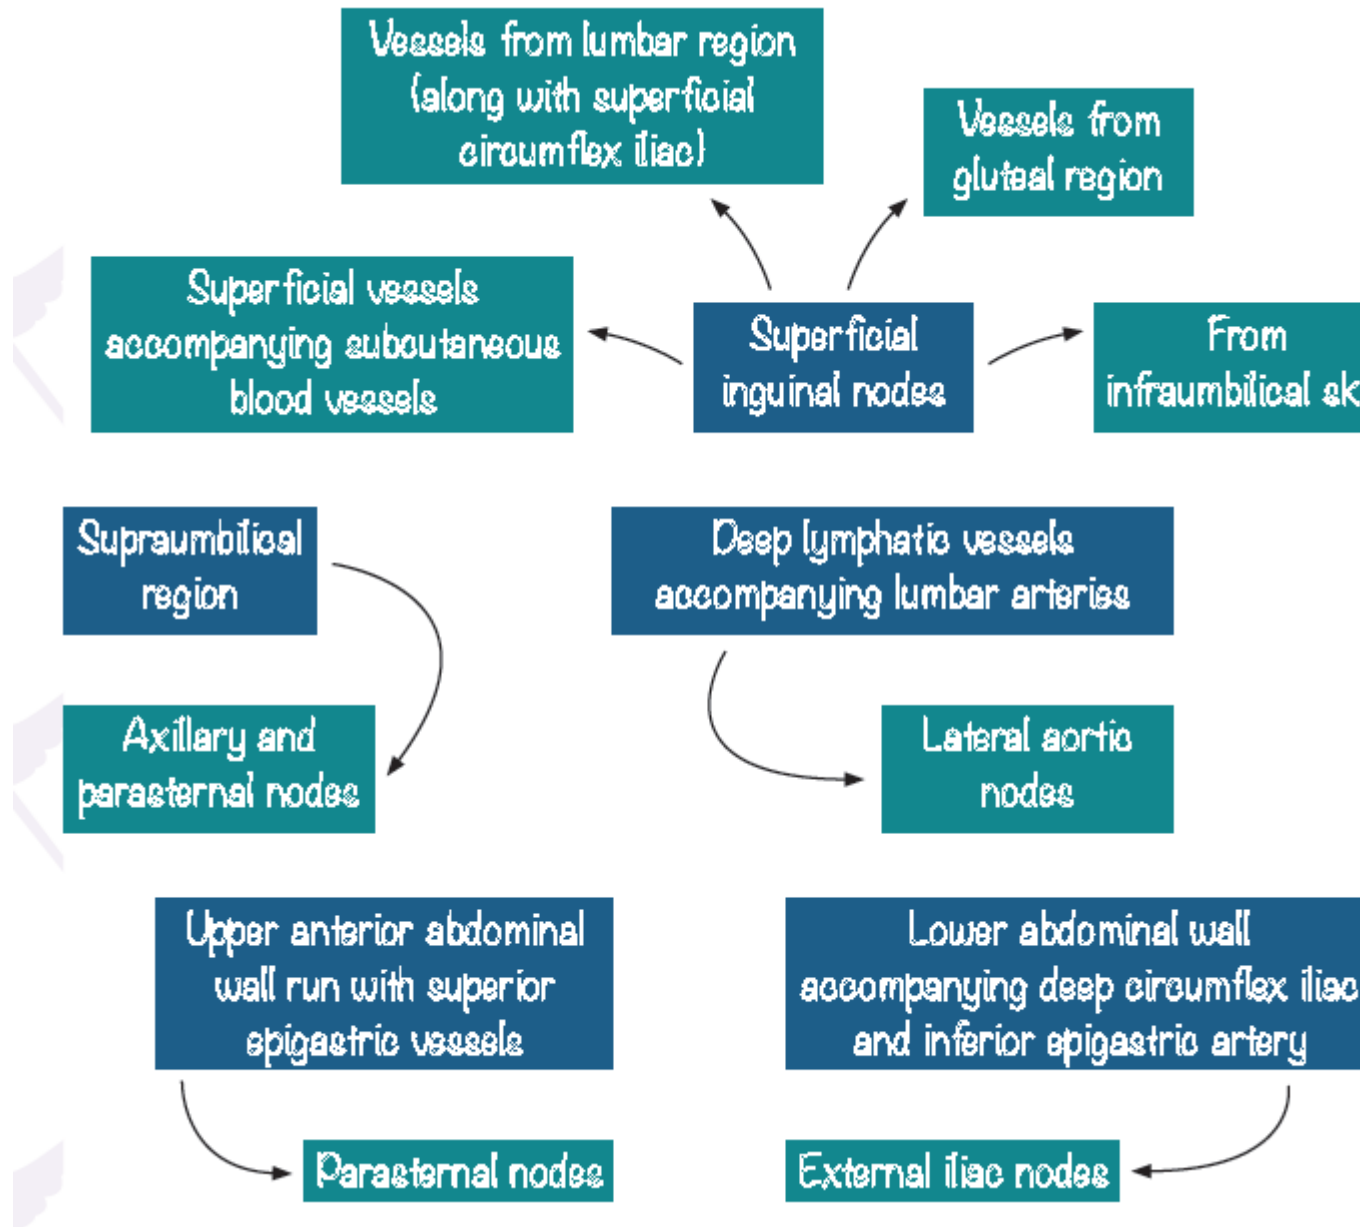 Vessels from lumbar region
(along with superficial
circumflex iliac)
Vessels from
gluteal region
Superficial vessels
accompanying subcutaneous
blood vessels
Superficial
inguinal nodes
From
infraumbilical sk
Supraumbilical
region
Deep lymphatic vessels
accompanying lumbar arteries
Axillary and
parasternal nodes
Lateral aortic
nodes
Upper anterior abdominal
wall run with superior
epigastric vessels
Lower abdominal wall
accompanying deep circumflex iliac
and inferior epigastric artery
Parasternal nodes
External iliac nodes